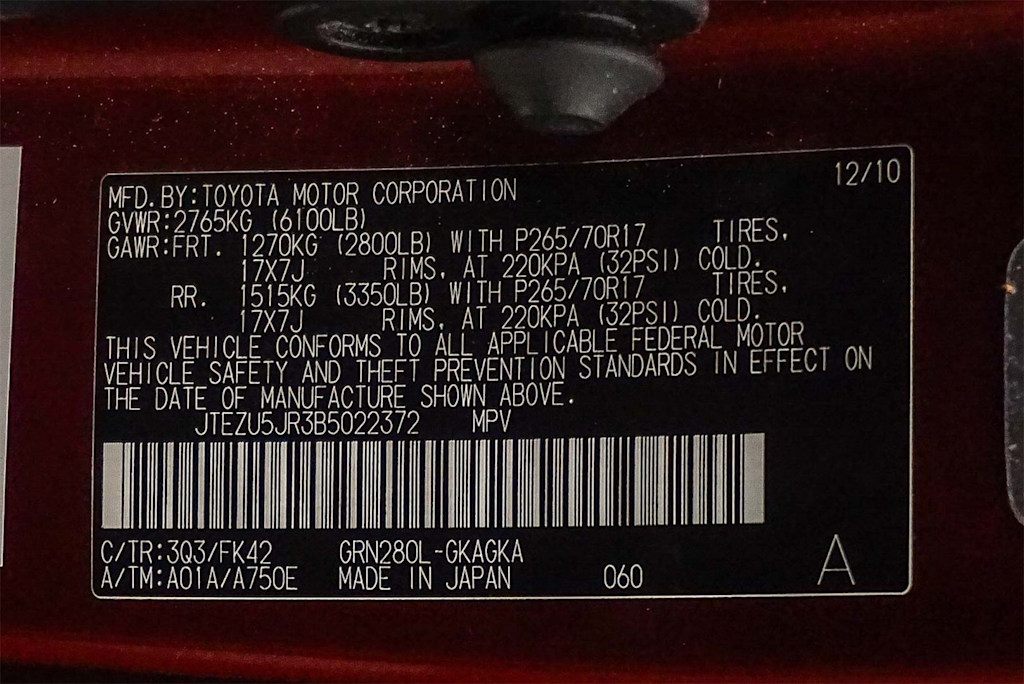 12/10
MFD. BY:TOYOTA MOTOR CORPORATION
GVWR:2765KG (6100LB)
GAWR:FRT. 1270KG (2800LB) WITH P265/70R17 TIRES,
17X7J RIMS, AT 220KPA (32PSI) COLD.
RR. 1515KG (3350LB) WITH P265/70R17 TIRES,
17X7J RIMS, AT 220KPA (32PSI) COLD.
THIS VEHICLE CONFORMS TO ALL APPLICABLE FEDERAL MOTOR
VEHICLE SAFETY AND THEFT PREVENTION STANDARDS IN EFFECT ON
THE DATE OF MANUFACTURE SHOWN ABOVE.
JTEZU5JR3B5022372 MPV
C/TR:3Q3/FK42 GRN280L-GKAGKA
A/TM:A01A/A750E MADE IN JAPAN 060 A